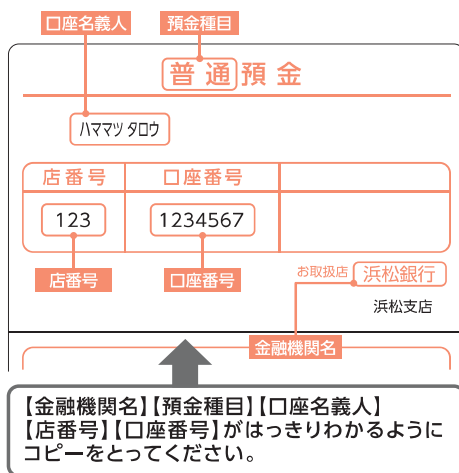 口座名義人 預金種目
普通預金
ハママツ タロウ
店番号 口座番号
123 1234567
店番号 口座番号
お取扱店 浜松銀行
浜松支店
金融機関名
【金融機関名】【預金種目】【口座名義人】
【店番号】【口座番号】がはっきりわかるように
コピーをとってください。